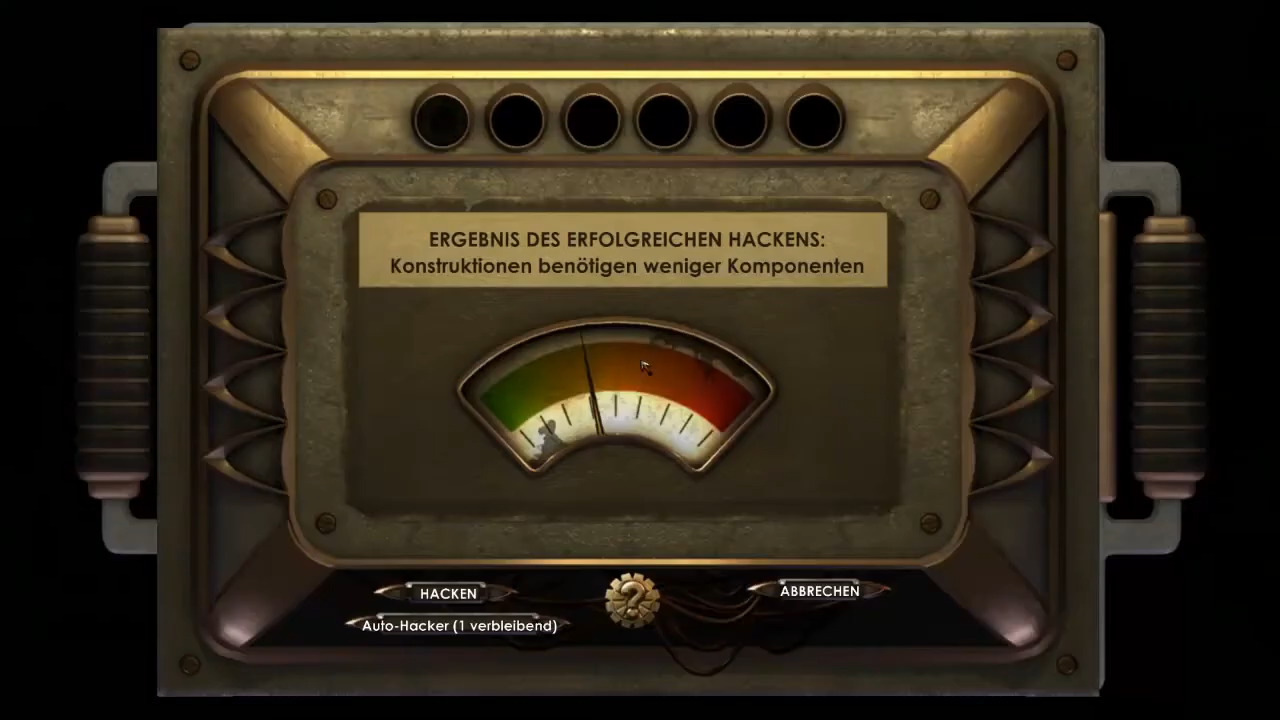 ERGEBNIS DES ERFOLGREICHEN HACKENS:
Konstruktionen benötigen weniger Komponenten
HACKEN
?
ABBRECHEN
Auto-Hacker (1 verbleibend)